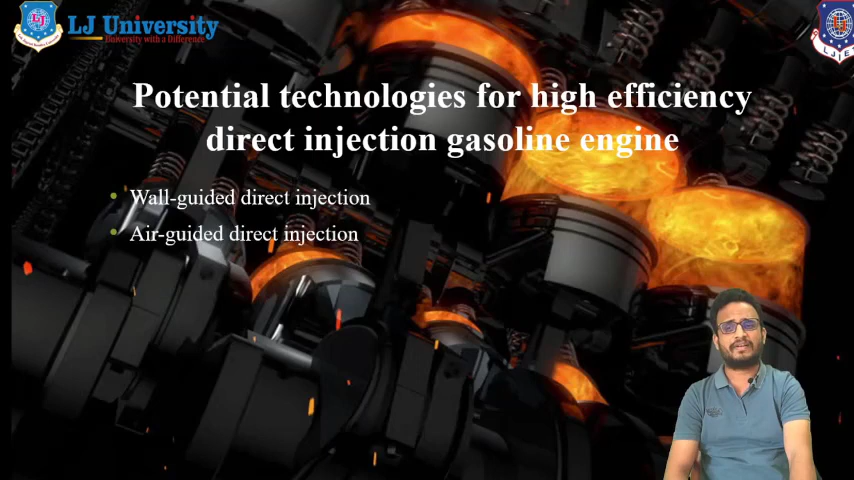 LJ University
University with a Difference
LJIET
Potential technologies for high efficiency
direct injection gasoline engine
Wall-guided direct injection
Air-guided direct injection